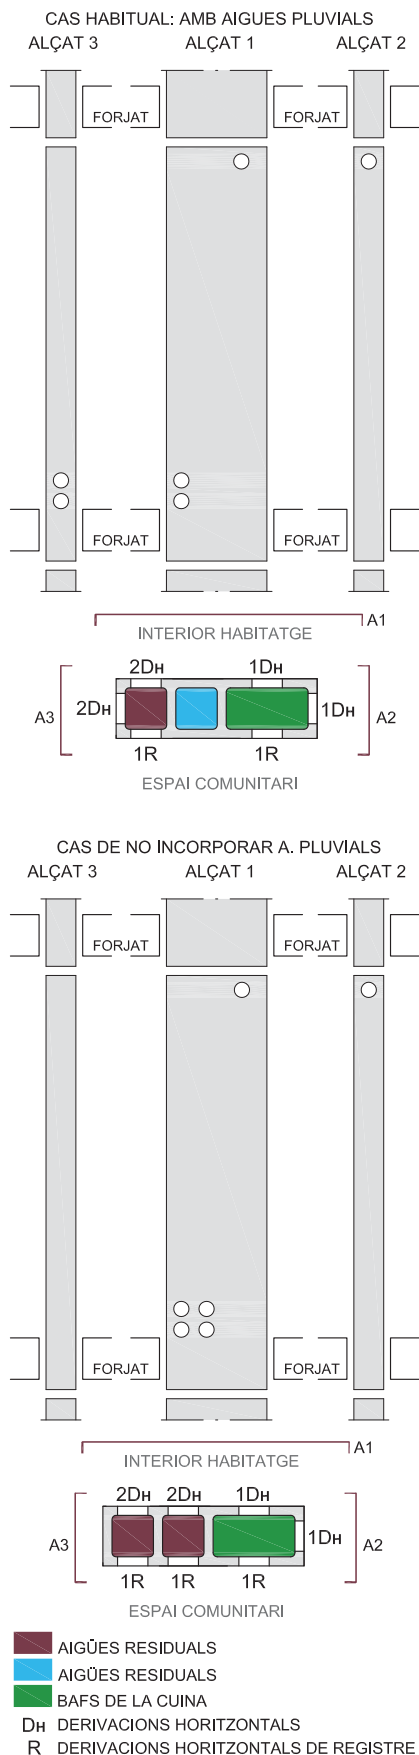 CAS HABITUAL: AMB AIGUES PLUVIALS
ALÇAT 3 ALÇAT 1 ALÇAT 2
FORJAT FORJAT
FORJAT FORJAT
A1
INTERIOR HABITATGE
2DH 1DH
A3 2DH 1DH A2
1R 1R
ESPAI COMUNITARI
CAS DE NO INCORPORAR A. PLUVIALS
ALÇAT 3 ALÇAT 1 ALÇAT 2
FORJAT FORJAT
FORJAT FORJAT
A1
INTERIOR HABITATGE
2DH 2DH 1DH
A3 1DH A2
1R 1R 1R
ESPAI COMUNITARI
AIGÜES RESIDUALS
AIGÜES RESIDUALS
BAFS DE LA CUINA
DH DERIVACIONS HORITZONTALS
R DERIVACIONS HORITZONTALS DE REGISTRE